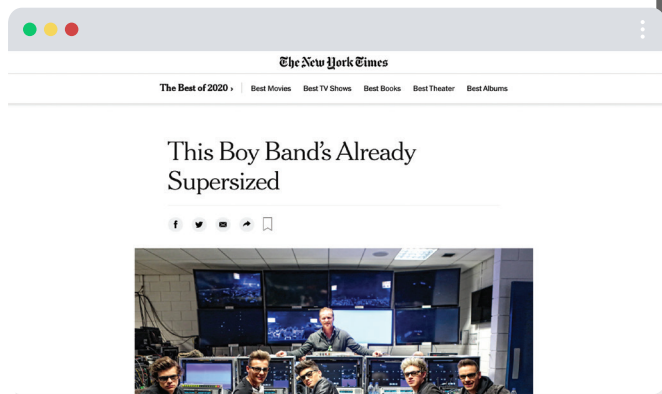 The New York Times
The Best of 2020 › Best Movies Best TV Shows Best Books Best Theater Best Albums
This Boy Band’s Already
Supersized